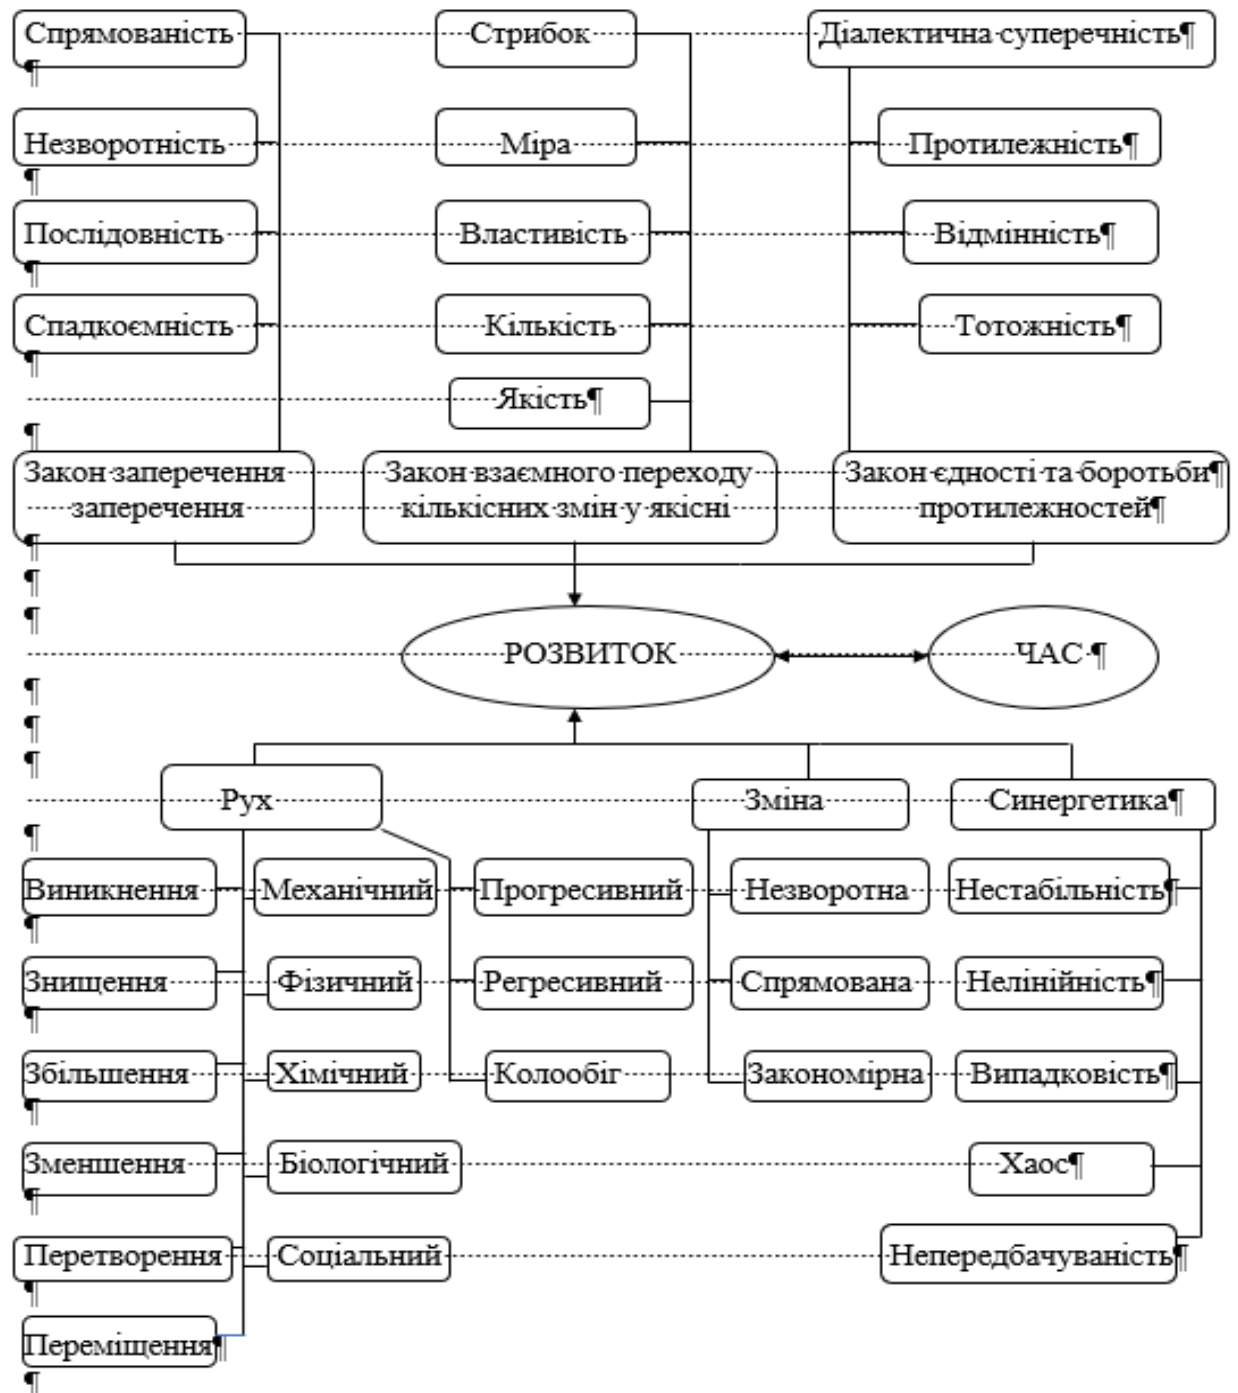 Спрямованість Стрибок Діалектична суперечність¶
¶
Незворотність Міра Протилежність¶
¶
Послідовність Властивість Відмінність¶
¶
Спадкоємність Кількість Тотожність¶
¶
Якість¶
¶
Закон заперечення Закон взаємного переходу Закон єдності та боротьби¶
заперечення кількісних змін у якісні протилежностей¶
¶
¶
¶
РОЗВИТОК ЧАС ¶
¶
¶
¶
Рух Зміна Синергетика¶
¶
Виникнення Механічний Прогресивний Незворотна Нестабільність¶
¶
Знищення Фізичний Регресивний Спрямована Нелінійність¶
¶
Збільшення Хімічний Колообіг Закономірна Випадковість¶
¶
Зменшення Біологічний Хаос¶
¶
Перетворення Соціальний Непередбачуваність¶
¶
Переміщення¶
¶